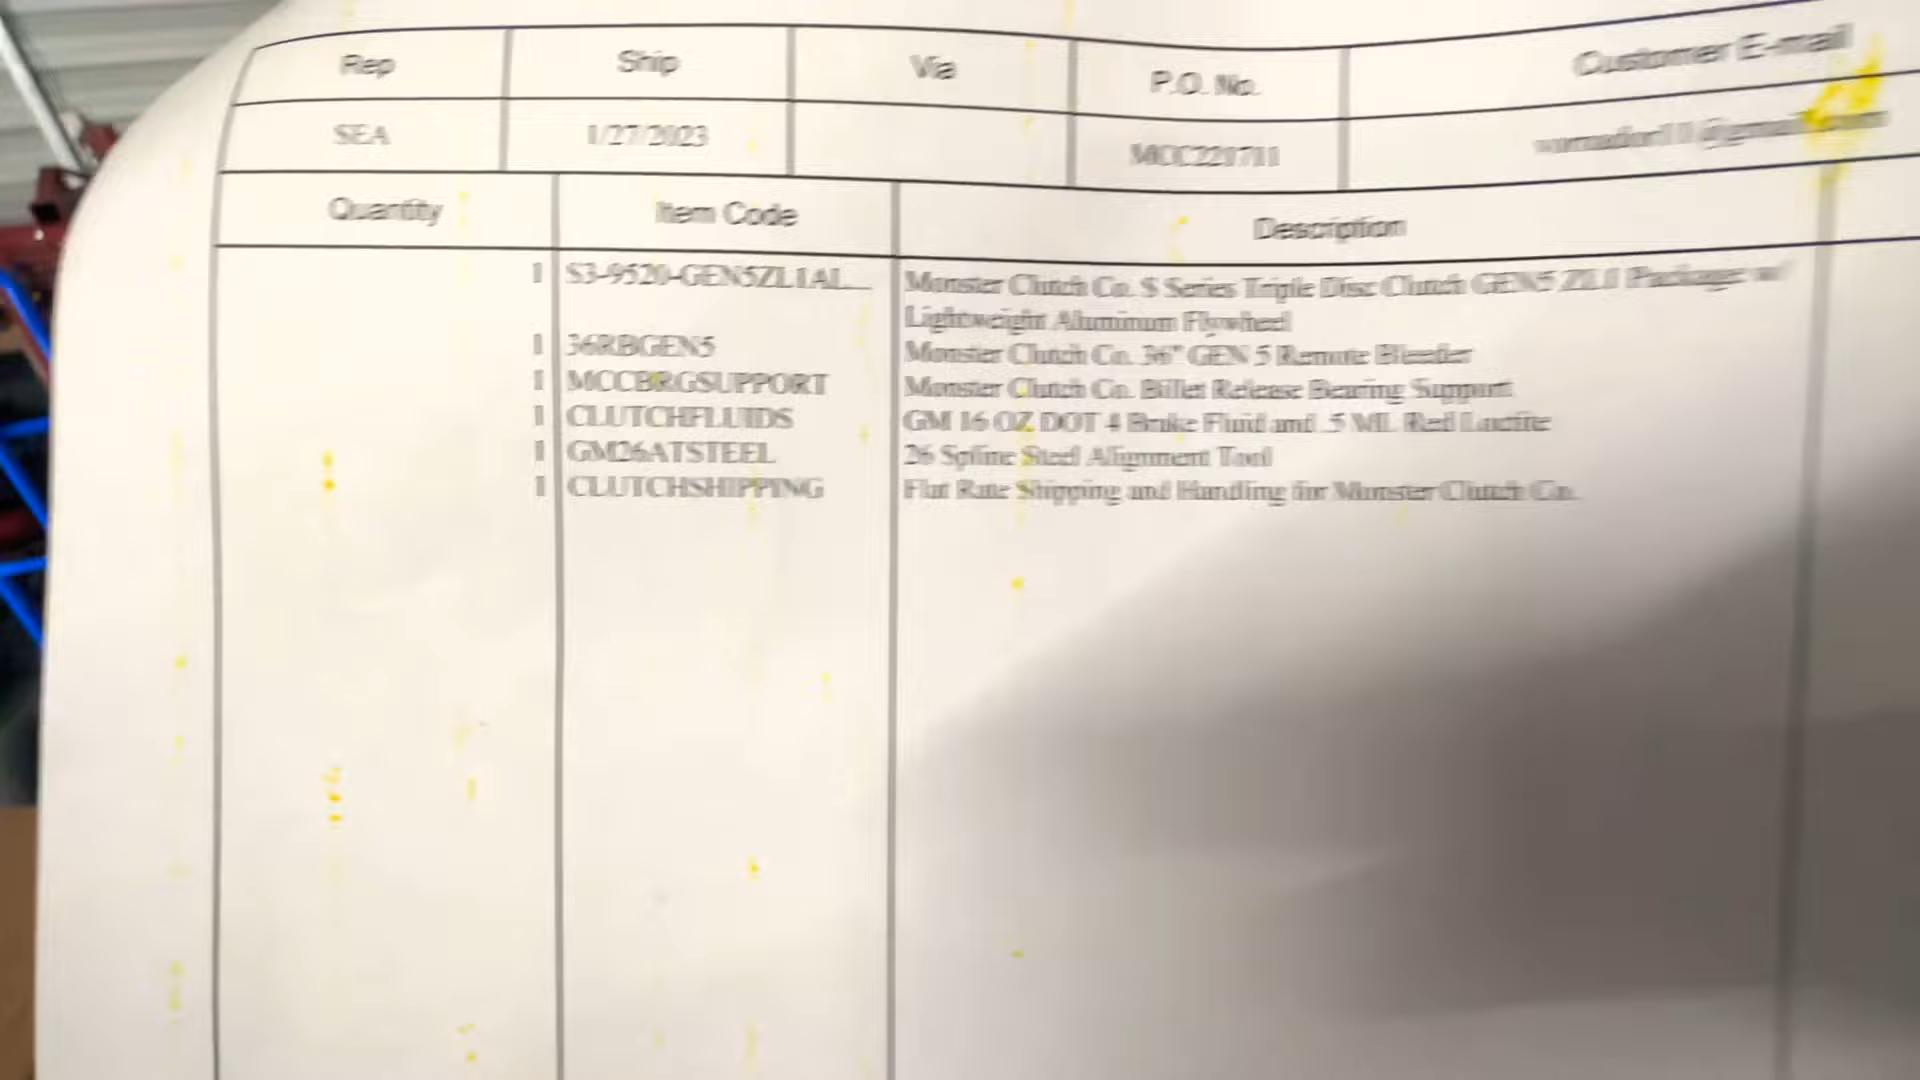 Rep Ship Via P.O. No. Customer E-mail
SEA 1/27/2023 MCC220711
Quantity Item Code Description
1 S3-9520-GEN5ZL1AL... Monster Clutch Co. S Series Triple Disc Clutch GEN5 ZL1 Package w/
Lightweight Aluminum Flywheel
1 36RBGEN5 Monster Clutch Co. 36" GEN 5 Remote Bleeder
1 MCCBRGSUPPORT Monster Clutch Co. Billet Release Bearing Support
1 CLUTCHFLUIDS GM 16 OZ DOT 4 Brake Fluid and .5 ML Red Loctite
1 GM26ATSTEEL 26 Spline Steel Alignment Tool
1 CLUTCHSHIPPING Flat Rate Shipping and Handling for Monster Clutch Co.